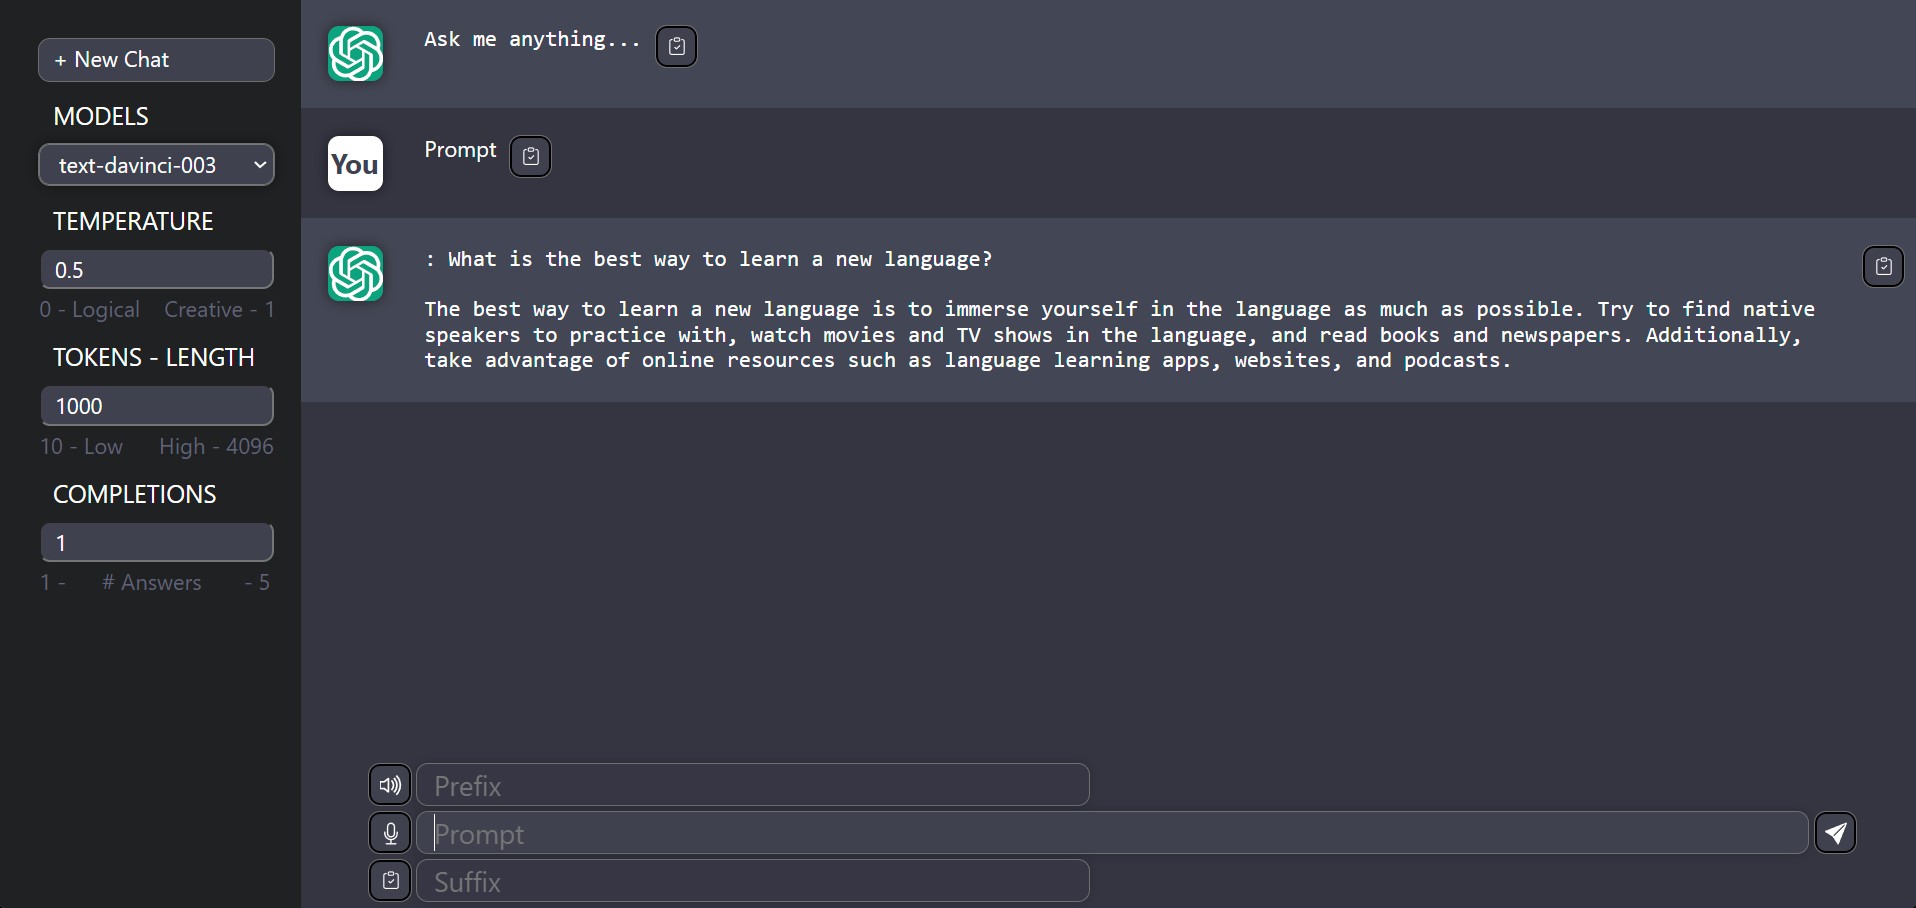 + New Chat
MODELS
text-davinci-003
TEMPERATURE
0.5
0 - Logical Creative - 1
TOKENS - LENGTH
1000
10 - Low High - 4096
COMPLETIONS
1
1 - # Answers - 5
Ask me anything...
You
Prompt
: What is the best way to learn a new language?
The best way to learn a new language is to immerse yourself in the language as much as possible. Try to find native
speakers to practice with, watch movies and TV shows in the language, and read books and newspapers. Additionally,
take advantage of online resources such as language learning apps, websites, and podcasts.
Prefix
Prompt
Suffix